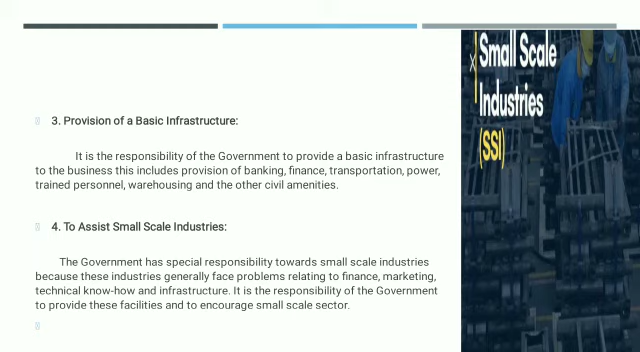 3. Provision of a Basic Infrastructure:
It is the responsibility of the Government to provide a basic infrastructure
to the business this includes provision of banking, finance, transportation, power,
trained personnel, warehousing and the other civil amenities.
4. To Assist Small Scale Industries:
The Government has special responsibility towards small scale industries
because these industries generally face problems relating to finance, marketing,
technical know-how and infrastructure. It is the responsibility of the Government
to provide these facilities and to encourage small scale sector.
Small Scale
Industries
(SSI)